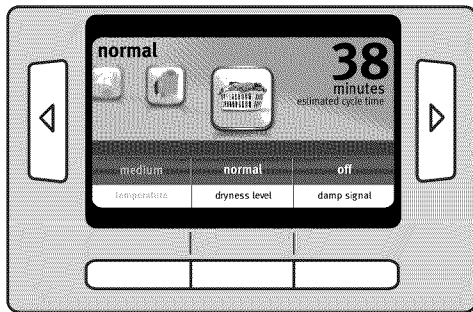 normal
38
minutes
estimated cycle time
medium normal off
temperature dryness level damp signal